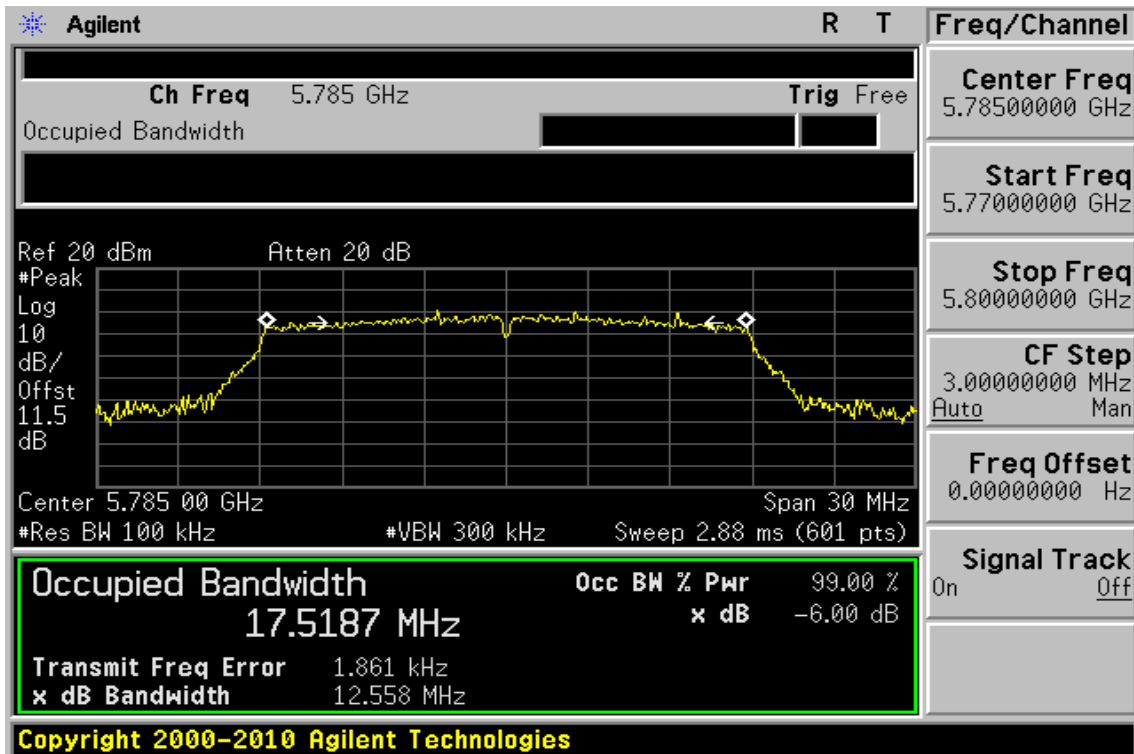 Agilent
R T
Ch Freq 5.785 GHz
Trig Free
Occupied Bandwidth
Ref 20 dBm
Atten 20 dB
#Peak
Log
10
dB/
Offst
11.5
dB
Center 5.785 00 GHz
Span 30 MHz
#Res BW 100 kHz
#VBW 300 kHz
Sweep 2.88 ms (601 pts)
Occupied Bandwidth
17.5187 MHz
Occ BW % Pwr 99.00 %
x dB -6.00 dB
Transmit Freq Error 1.861 kHz
x dB Bandwidth 12.558 MHz
Copyright 2000-2010 Agilent Technologies
Freq/Channel
Center Freq
5.78500000 GHz
Start Freq
5.77000000 GHz
Stop Freq
5.80000000 GHz
CF Step
3.00000000 MHz
Auto Man
Freq Offset
0.00000000 Hz
Signal Track
On Off